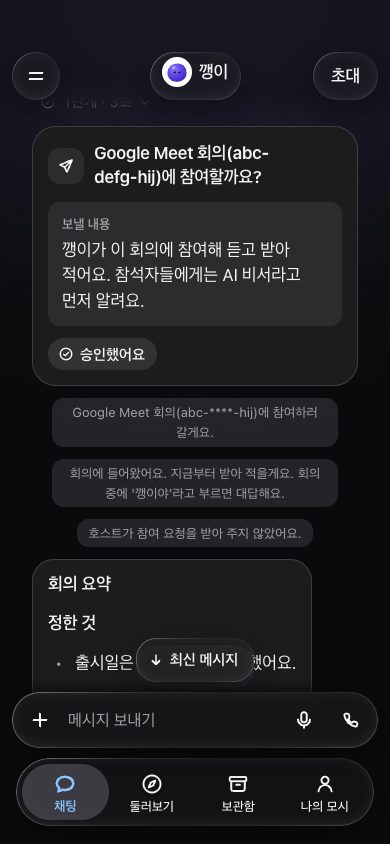 깽이
초대
1단계 · 3초
Google Meet 회의(abc-
defg-hij)에 참여할까요?
보낼 내용
깽이가 이 회의에 참여해 듣고 받아
적어요. 참석자들에게는 AI 비서라고
먼저 알려요.
승인했어요
Google Meet 회의(abc-****-hij)에 참여하러
갈게요.
회의에 들어왔어요. 지금부터 받아 적을게요. 회의
중에 '깽이야'라고 부르면 대답해요.
호스트가 참여 요청을 받아 주지 않았어요.
회의 요약
정한 것
• 출시일은
했어요.
↓ 최신 메시지
메시지 보내기
채팅
둘러보기
보관함
나의 모시